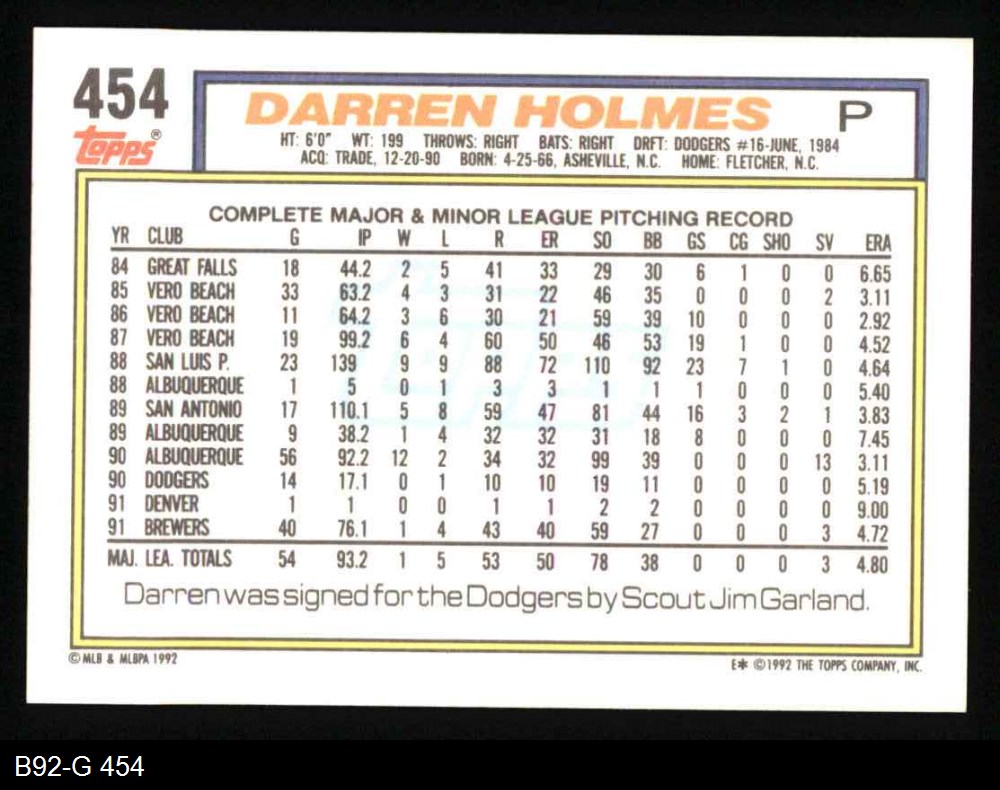 454
DARREN HOLMES P
Topps®
HT: 6'0" WT: 199 THROWS: RIGHT BATS: RIGHT DRFT: DODGERS #16-JUNE, 1984
ACQ: TRADE, 12-20-90 BORN: 4-25-66, ASHEVILLE, N.C. HOME: FLETCHER, N.C.
COMPLETE MAJOR & MINOR LEAGUE PITCHING RECORD
YR CLUB G IP W L R ER SO BB GS CG SHO SV ERA
84 GREAT FALLS 18 44.2 2 5 41 33 29 30 6 1 0 0 6.65
85 VERO BEACH 33 63.2 4 3 31 22 46 35 0 0 0 2 3.11
86 VERO BEACH 11 64.2 3 6 30 21 59 39 10 0 0 0 2.92
87 VERO BEACH 19 99.2 6 4 60 50 46 53 19 1 0 0 4.52
88 SAN LUIS P. 23 139 9 9 88 72 110 92 23 7 1 0 4.64
88 ALBUQUERQUE 1 5 0 1 3 3 1 1 1 0 0 0 5.40
89 SAN ANTONIO 17 110.1 5 8 59 47 81 44 16 3 2 1 3.83
89 ALBUQUERQUE 9 38.2 1 4 32 32 31 18 8 0 0 0 7.45
90 ALBUQUERQUE 56 92.2 12 2 34 32 99 39 0 0 0 13 3.11
90 DODGERS 14 17.1 0 1 10 10 19 11 0 0 0 0 5.19
91 DENVER 1 1 0 0 1 1 2 2 0 0 0 0 9.00
91 BREWERS 40 76.1 1 4 43 40 59 27 0 0 0 3 4.72
MAJ. LEA. TOTALS 54 93.2 1 5 53 50 78 38 0 0 0 3 4.80
Darren was signed for the Dodgers by Scout Jim Garland.
© MLB & MLBPA 1992 E* © 1992 THE TOPPS COMPANY, INC.
B92-G 454